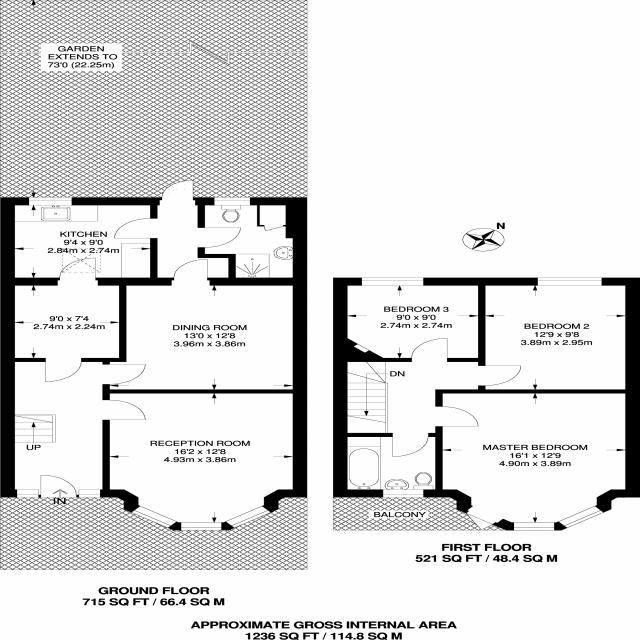 GARDEN
EXTENDS TO
73'0 (22.25m)
KITCHEN
9'4 x 9'0
2.84m x 2.74m
9'0 x 7'4
2.74m x 2.24m
DINING ROOM
13'0 x 12'8
3.96m x 3.86m
UP
RECEPTION ROOM
16'2 x 12'8
4.93m x 3.86m
IN
GROUND FLOOR
715 SQ FT / 66.4 SQ M
N
BEDROOM 3
9'0 x 9'0
2.74m x 2.74m
BEDROOM 2
12'9 x 9'8
3.89m x 2.95m
DN
MASTER BEDROOM
16'1 x 12'9
4.90m x 3.89m
BALCONY
FIRST FLOOR
521 SQ FT / 48.4 SQ M
APPROXIMATE GROSS INTERNAL AREA
1236 SQ FT / 114.8 SQ M